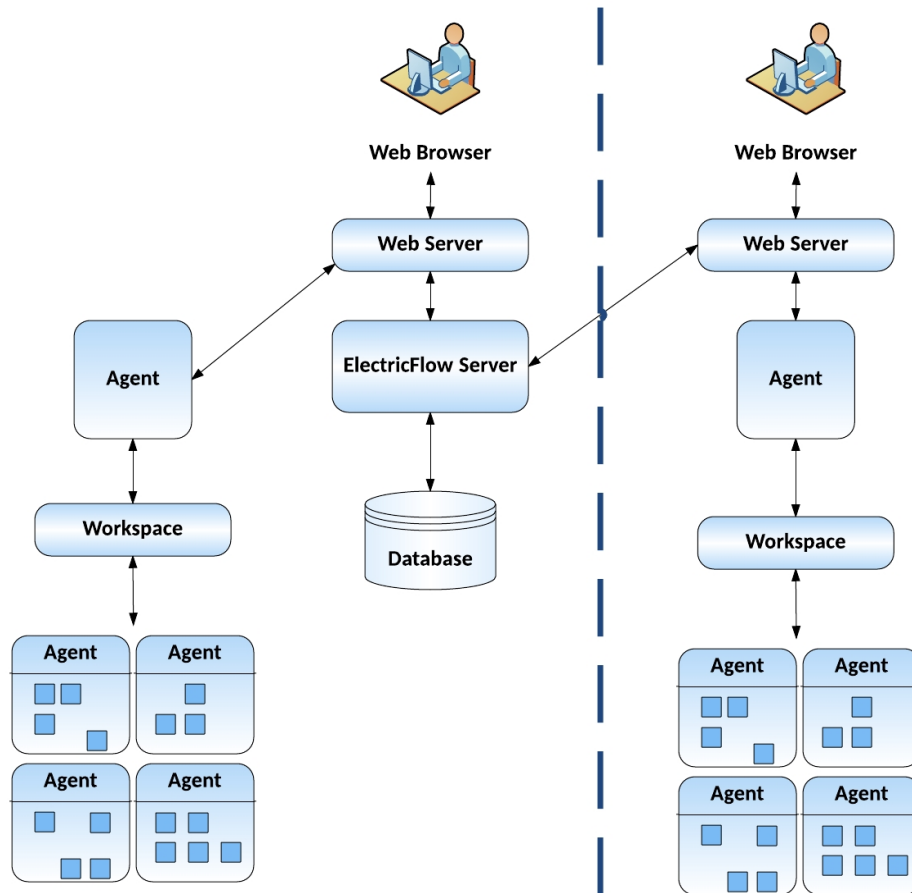 Web Browser
Web Browser
Web Server
Web Server
Agent
ElectricFlow Server
Agent
Workspace
Database
Workspace
Agent
Agent
Agent
Agent
Agent
Agent
Agent
Agent